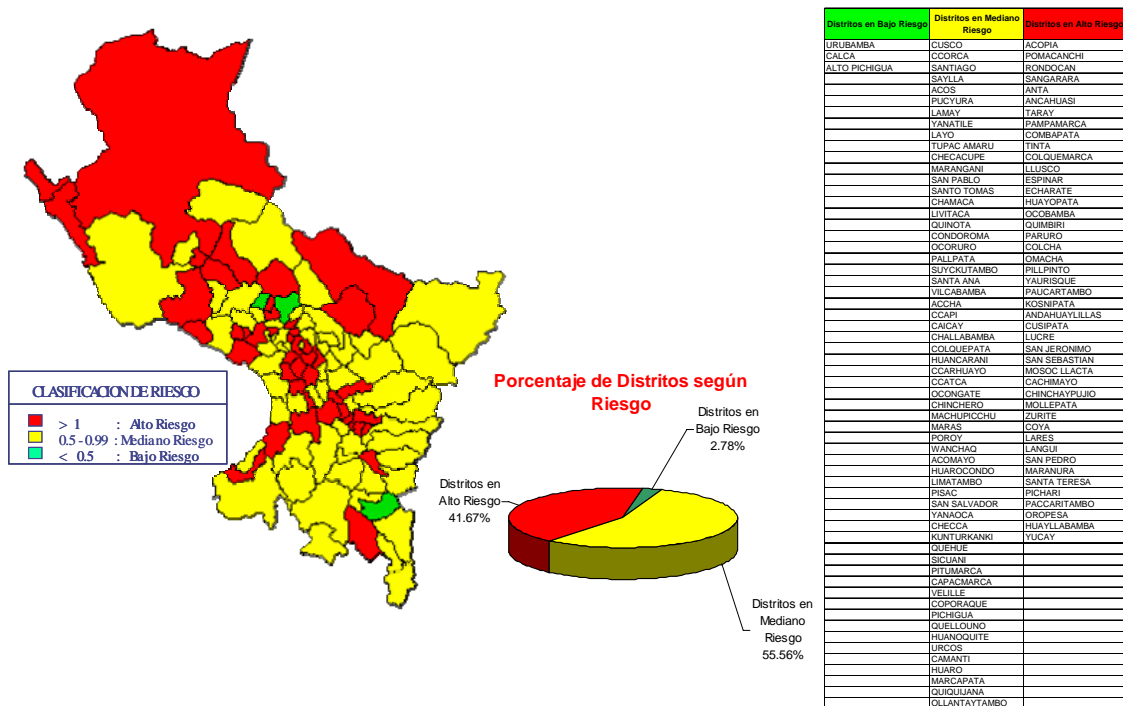 CLASIFICACION DE RIESGO
> 1 : Alto Riesgo
0.5 - 0.99 : Mediano Riesgo
< 0.5 : Bajo Riesgo
Porcentaje de Distritos según
Riesgo
Distritos en
Bajo Riesgo
2.78%
Distritos en
Alto Riesgo
41.67%
Distritos en
Mediano
Riesgo
55.56%
Distritos en Bajo Riesgo Distritos en Mediano Riesgo Distritos en Alto Riesgo
URUBAMBA CUSCO ACOPIA
CALCA CCORCA POMACANCHI
ALTO PICHIGUA SANTIAGO RONDOCAN
SAYLLA SANGARARA
ACOS ANTA
PUCYURA ANCAHUASI
LAMAY TARAY
YANATILE PAMPAMARCA
LAYO COMBAPATA
TUPAC AMARU TINTA
CHECACUPE COLQUEMARCA
MARANGANI LLUSCO
SAN PABLO ESPINAR
SANTO TOMAS ECHARATE
CHAMACA HUAYOPATA
LIVITACA OCOBAMBA
QUINOTA QUIMBIRI
CONDOROMA PARURO
OCORURO COLCHA
PALLPATA OMACHA
SUYCKUTAMBO PILLPINTO
SANTA ANA YAURISQUE
VILCABAMBA PAUCARTAMBO
ACCHA KOSNIPATA
CCAPI ANDAHUAYLILLAS
CAICAY CUSIPATA
CHALLABAMBA LUCRE
COLQUEPATA SAN JERONIMO
HUANCARANI SAN SEBASTIAN
CCARHUAYO MOSOC LLACTA
CCATCA CACHIMAYO
OCONGATE CHINCHAYPUJIO
CHINCHERO MOLLEPATA
MACHUPICCHU ZURITE
MARAS COYA
POROY LARES
WANCHAQ LANGUI
ACOMAYO SAN PEDRO
HUAROCONDO MARANURA
LIMATAMBO SANTA TERESA
PISAC PICHARI
SAN SALVADOR PACCARITAMBO
YANAOCA OROPESA
CHECCA HUAYLLABAMBA
KUNTURKANKI YUCAY
QUEHUE
SICUANI
PITUMARCA
CAPACMARCA
VELILLE
COPORAQUE
PICHIGUA
QUELLOUNO
HUANOQUITE
URCOS
CAMANTI
HUARO
MARCAPATA
QUIQUIJANA
OLLANTAYTAMBO